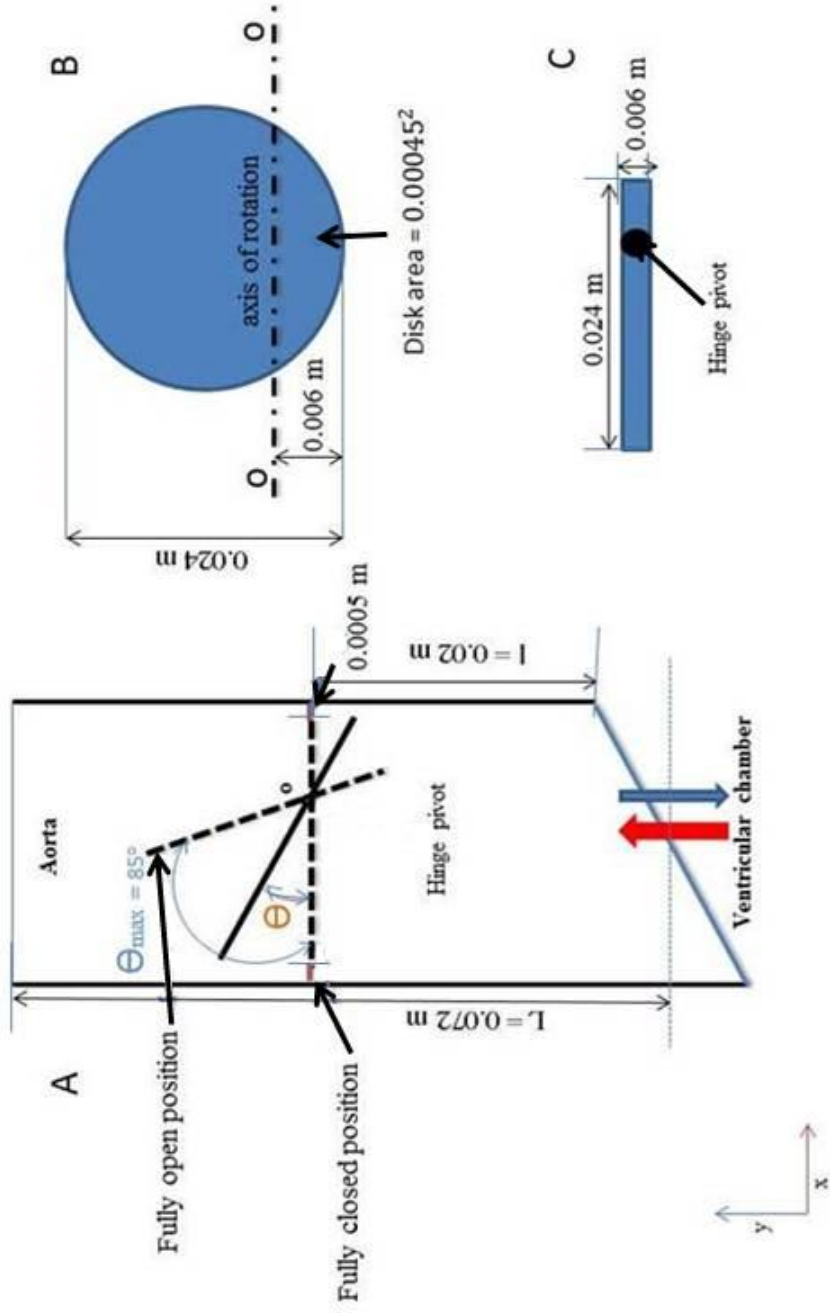 A
Aorta
Θmax = 85°
Fully open position
Θ
o
0.0005 m
Fully closed position
L = 0.072 m
l = 0.02 m
Hinge pivot
Ventricular chamber
y
x
B
0.024 m
axis of rotation
O
O
0.006 m
Disk area = 0.00045²
C
0.024 m
0.006 m
Hinge pivot